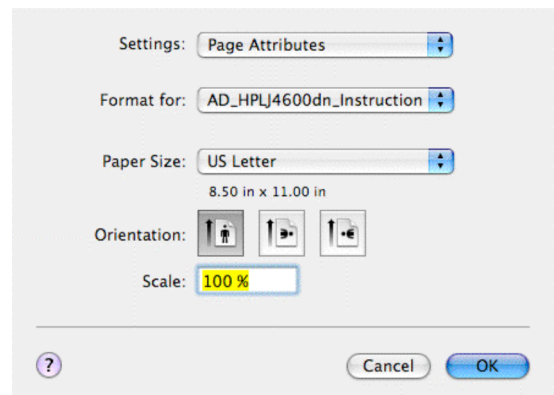 Settings: Page Attributes
Format for: AD_HPLJ4600dn_Instruction
Paper Size: US Letter
8.50 in x 11.00 in
Orientation:
Scale: 100 %
? Cancel OK